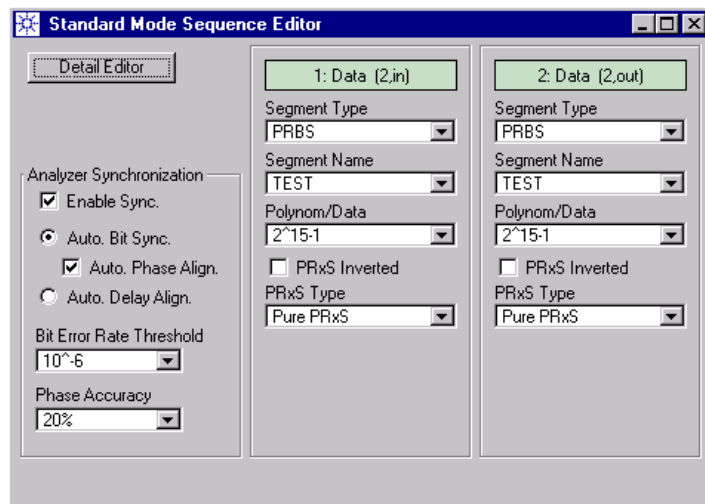 Standard Mode Sequence Editor
Detail Editor
Analyzer Synchronization
Enable Sync.
Auto. Bit Sync.
Auto. Phase Align.
Auto. Delay Align.
Bit Error Rate Threshold
10^-6
Phase Accuracy
20%
1: Data (2,in)
Segment Type
PRBS
Segment Name
TEST
Polynom/Data
2^15-1
PRxS Inverted
PRxS Type
Pure PRxS
2: Data (2,out)
Segment Type
PRBS
Segment Name
TEST
Polynom/Data
2^15-1
PRxS Inverted
PRxS Type
Pure PRxS